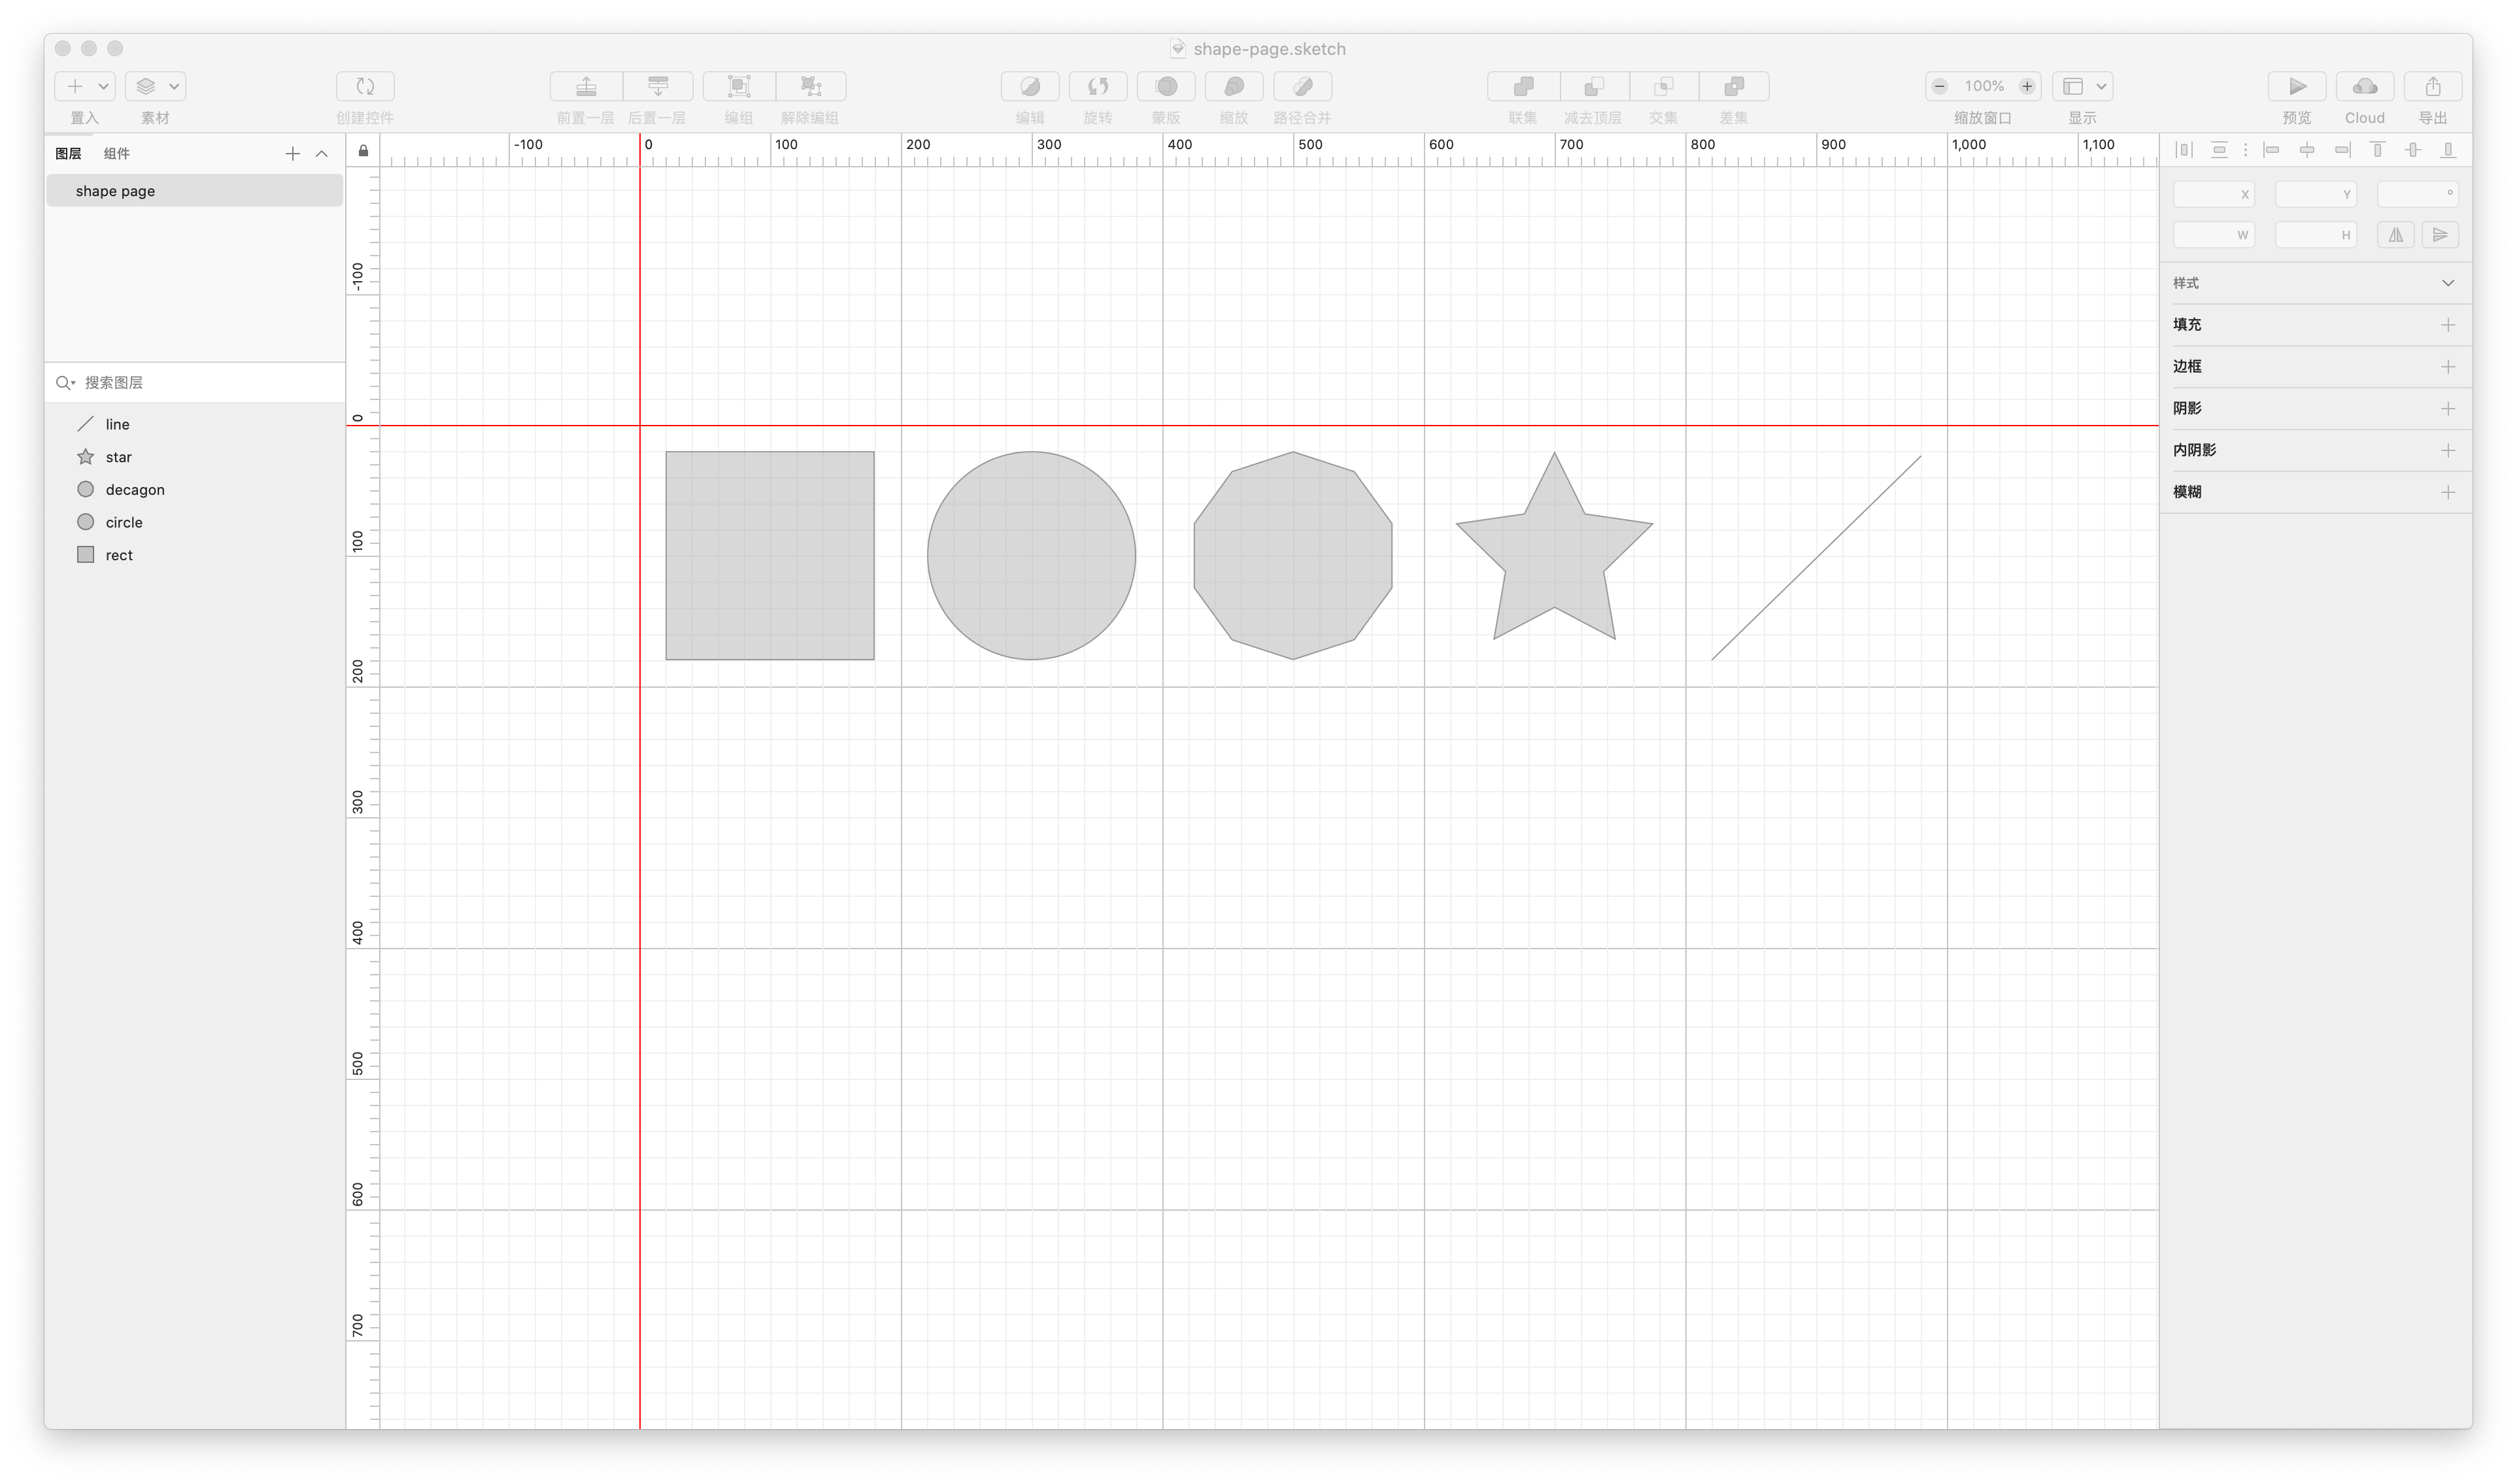 shape-page.sketch
100%
置入 素材 创建控件 前置一层 后置一层 编组 解除编组 编辑 旋转 蒙版 缩放 路径合并 联集 减去顶层 交集 差集 缩放窗口 显示 预览 Cloud 导出
图层 组件
-100 0 100 200 300 400 500 600 700 800 900 1,000 1,100
shape page
X Y °
W H
样式
填充
边框
阴影
内阴影
模糊
搜索图层
line
star
decagon
circle
rect
-100
0
100
200
300
400
500
600
700